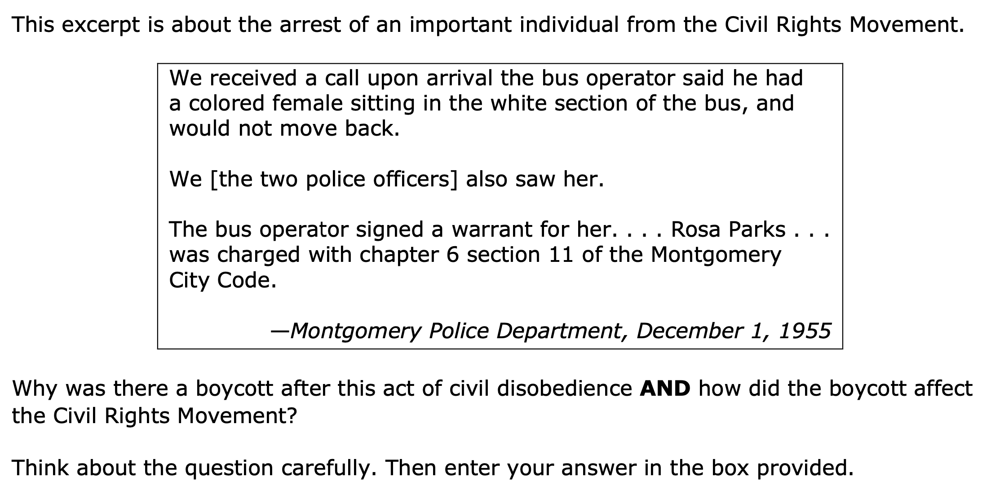 This excerpt is about the arrest of an important individual from the Civil Rights Movement.
We received a call upon arrival the bus operator said he had
a colored female sitting in the white section of the bus, and
would not move back.
We [the two police officers] also saw her.
The bus operator signed a warrant for her. . . . Rosa Parks . . .
was charged with chapter 6 section 11 of the Montgomery
City Code.
—Montgomery Police Department, December 1, 1955
Why was there a boycott after this act of civil disobedience AND how did the boycott affect
the Civil Rights Movement?
Think about the question carefully. Then enter your answer in the box provided.